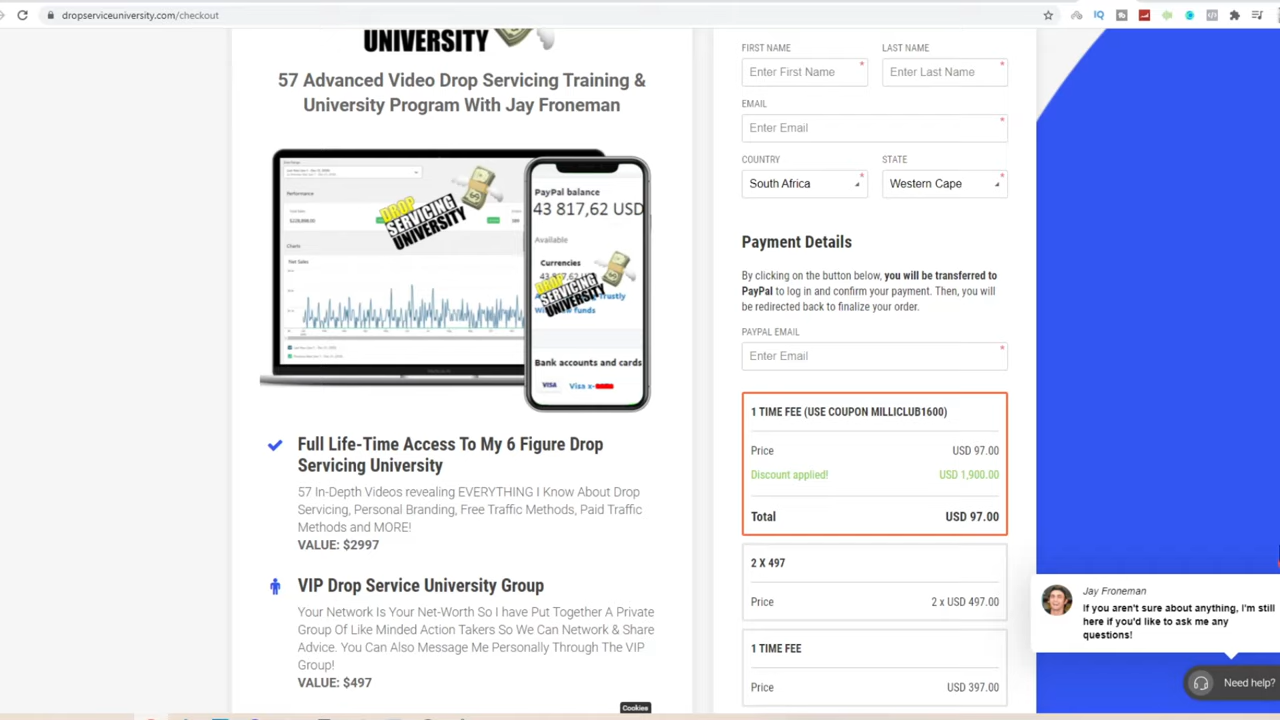 dropserviceuniversity.com/checkout
UNIVERSITY
57 Advanced Video Drop Servicing Training &
University Program With Jay Froneman
Performance
Charts
Net Sales
DROP
SERVICING
UNIVERSITY
PayPal balance
43 817,62 USD
Available
Currencies
DROP
SERVICING
UNIVERSITY
Bank accounts and cards
VISA
Visa x-
Full Life-Time Access To My 6 Figure Drop
Servicing University
57 In-Depth Videos revealing EVERYTHING I Know About Drop
Servicing, Personal Branding, Free Traffic Methods, Paid Traffic
Methods and MORE!
VALUE: $2997
VIP Drop Service University Group
Your Network Is Your Net-Worth So I have Put Together A Private
Group Of Like Minded Action Takers So We Can Network & Share
Advice. You Can Also Message Me Personally Through The VIP
Group!
VALUE: $497
Cookies
FIRST NAME
LAST NAME
Enter First Name *
Enter Last Name *
EMAIL
Enter Email *
COUNTRY
STATE
South Africa *
Western Cape *
Payment Details
By clicking on the button below, you will be transferred to
PayPal to log in and confirm your payment. Then, you will
be redirected back to finalize your order.
PAYPAL EMAIL
Enter Email *
1 TIME FEE (USE COUPON MILLICLUB1600)
Price USD 97.00
Discount applied! USD 1,900.00
Total USD 97.00
2 X 497
Price 2 x USD 497.00
1 TIME FEE
Price USD 397.00
Jay Froneman
If you aren't sure about anything, I'm still
here if you'd like to ask me any
questions!
Need help?